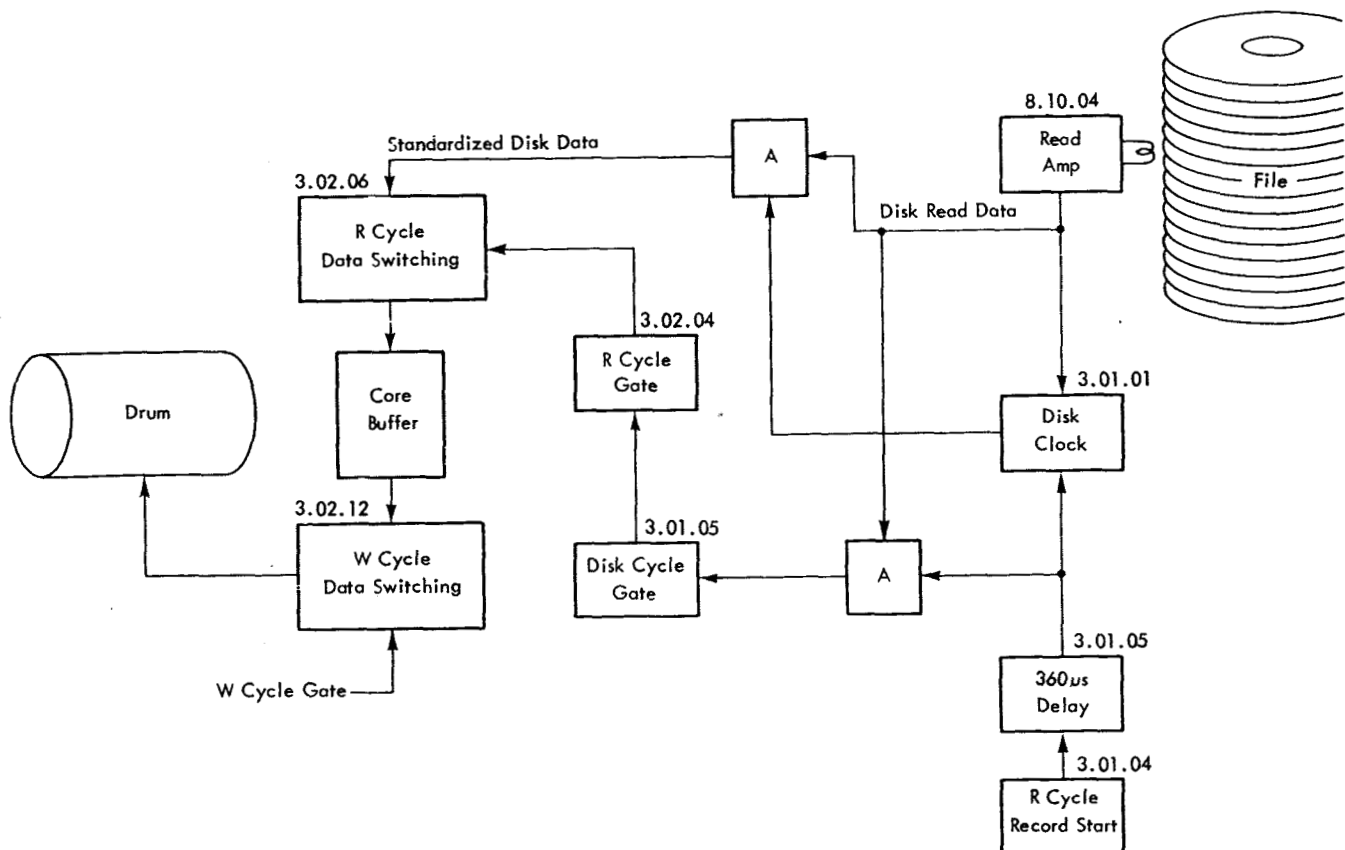 8.10.04
Read
Amp
File
A
Standardized Disk Data
3.02.06
R Cycle
Data Switching
Disk Read Data
3.02.04
R Cycle
Gate
3.01.01
Disk
Clock
Drum
Core
Buffer
3.02.12
W Cycle
Data Switching
3.01.05
Disk Cycle
Gate
A
W Cycle Gate
3.01.05
360µs
Delay
3.01.04
R Cycle
Record Start